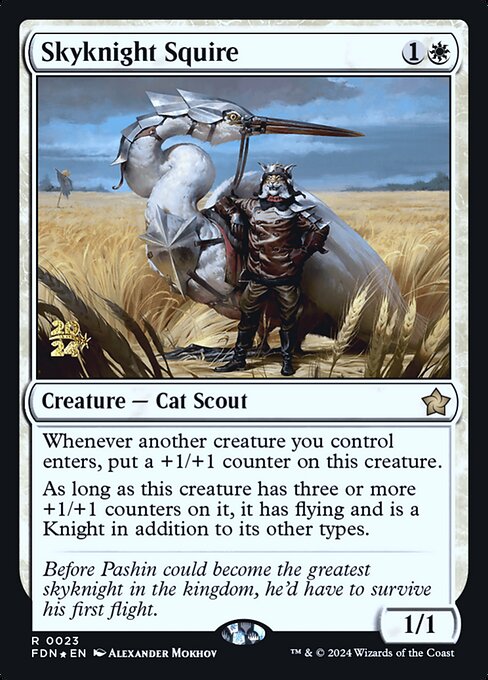 Skyknight Squire 1
2024
Creature — Cat Scout
Whenever another creature you control
enters, put a +1/+1 counter on this creature.
As long as this creature has three or more
+1/+1 counters on it, it has flying and is a
Knight in addition to its other types.
Before Pashin could become the greatest
skyknight in the kingdom, he’d have to survive
his first flight.
1/1
R 0023
FDN★EN Alexander Mokhov ™ & © 2024 Wizards of the Coast